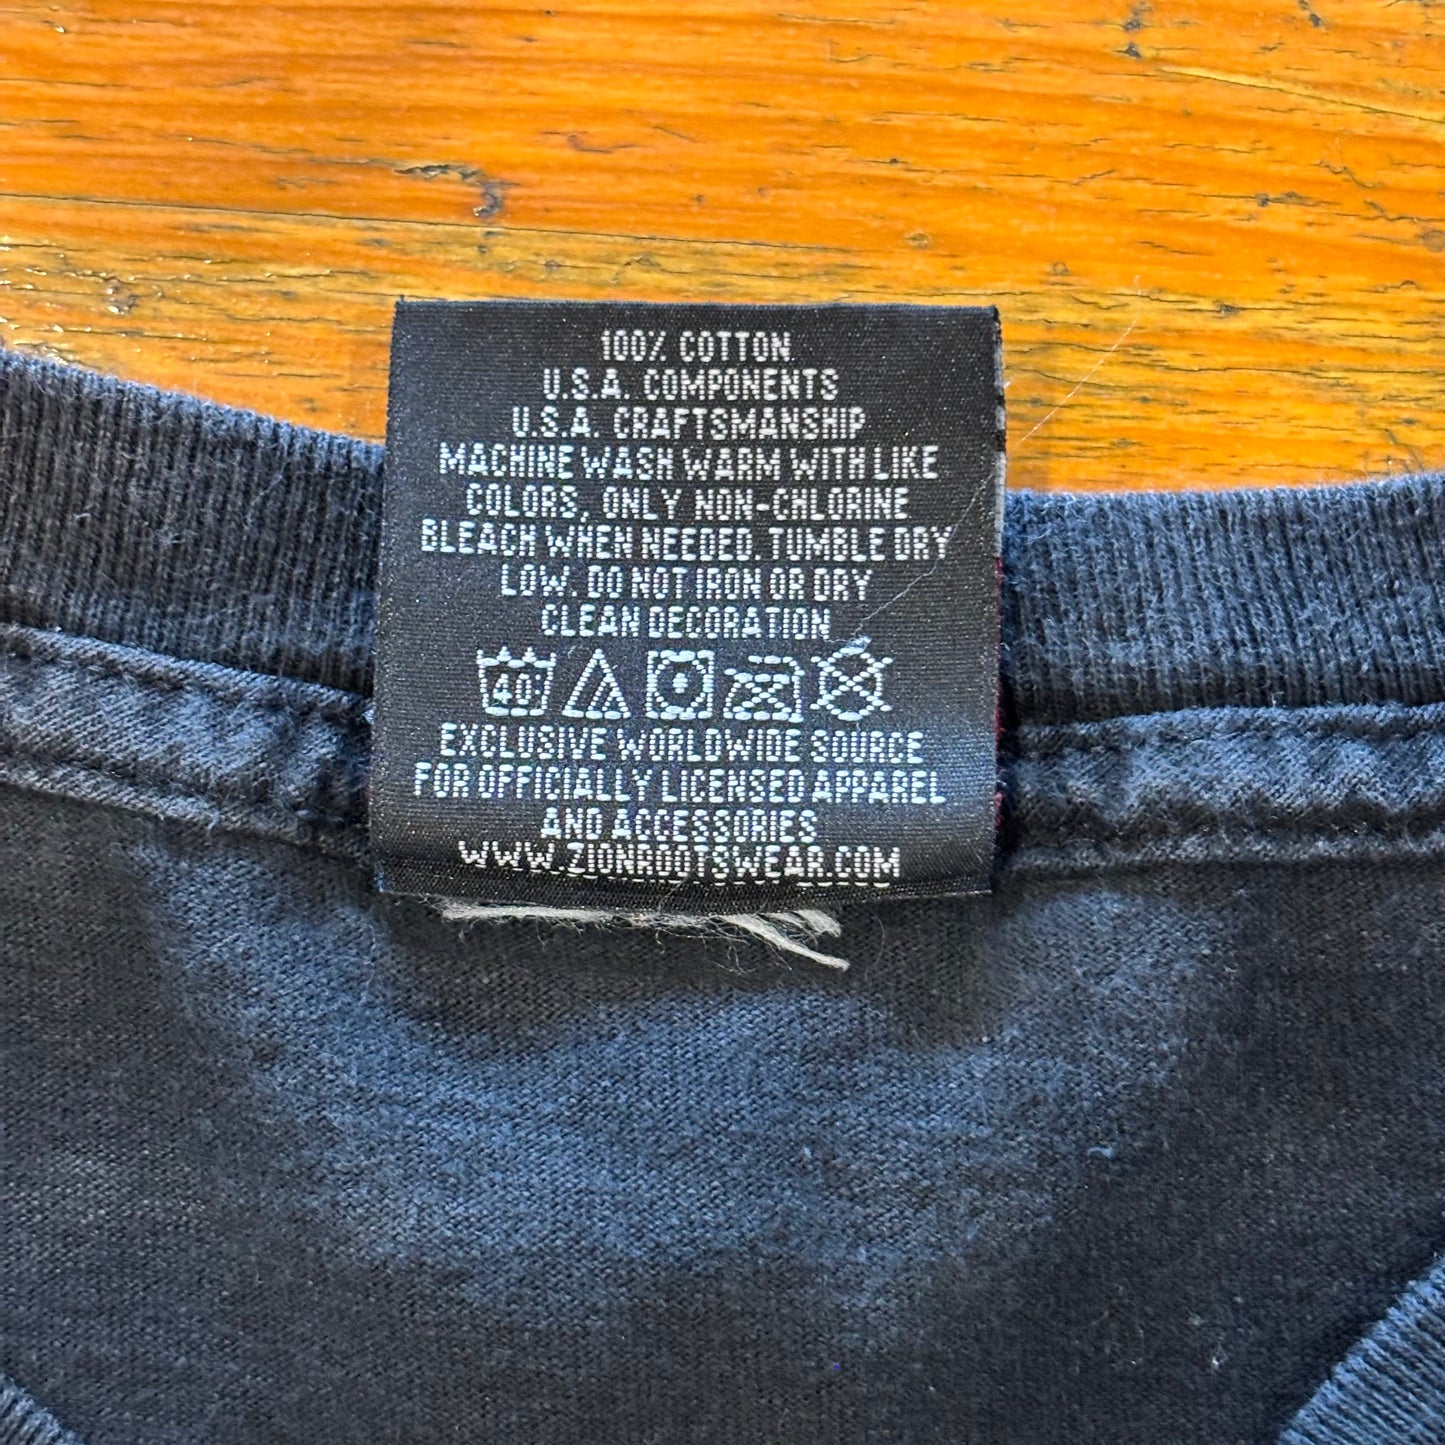 100% COTTON
U.S.A. COMPONENTS
U.S.A. CRAFTSMANSHIP
MACHINE WASH WARM WITH LIKE
COLORS, ONLY NON-CHLORINE
BLEACH WHEN NEEDED, TUMBLE DRY
LOW, DO NOT IRON OR DRY
CLEAN DECORATION
40
EXCLUSIVE WORLDWIDE SOURCE
FOR OFFICIALLY LICENSED APPAREL
AND ACCESSORIES
WWW.ZIONROOTSWEAR.COM